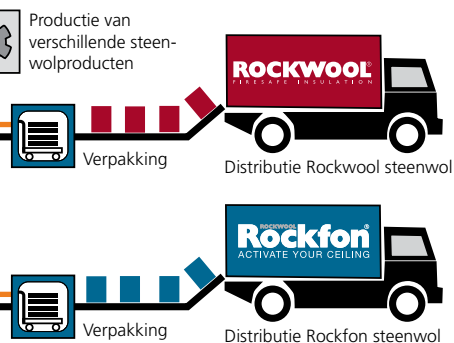 Productie van
verschillende steen-
wolproducten
ROCKWOOL®
FIRESAFE INSULATION
Verpakking
Distributie Rockwool steenwol
ROCKWOOL
Rockfon®
ACTIVATE YOUR CEILING
Verpakking
Distributie Rockfon steenwol